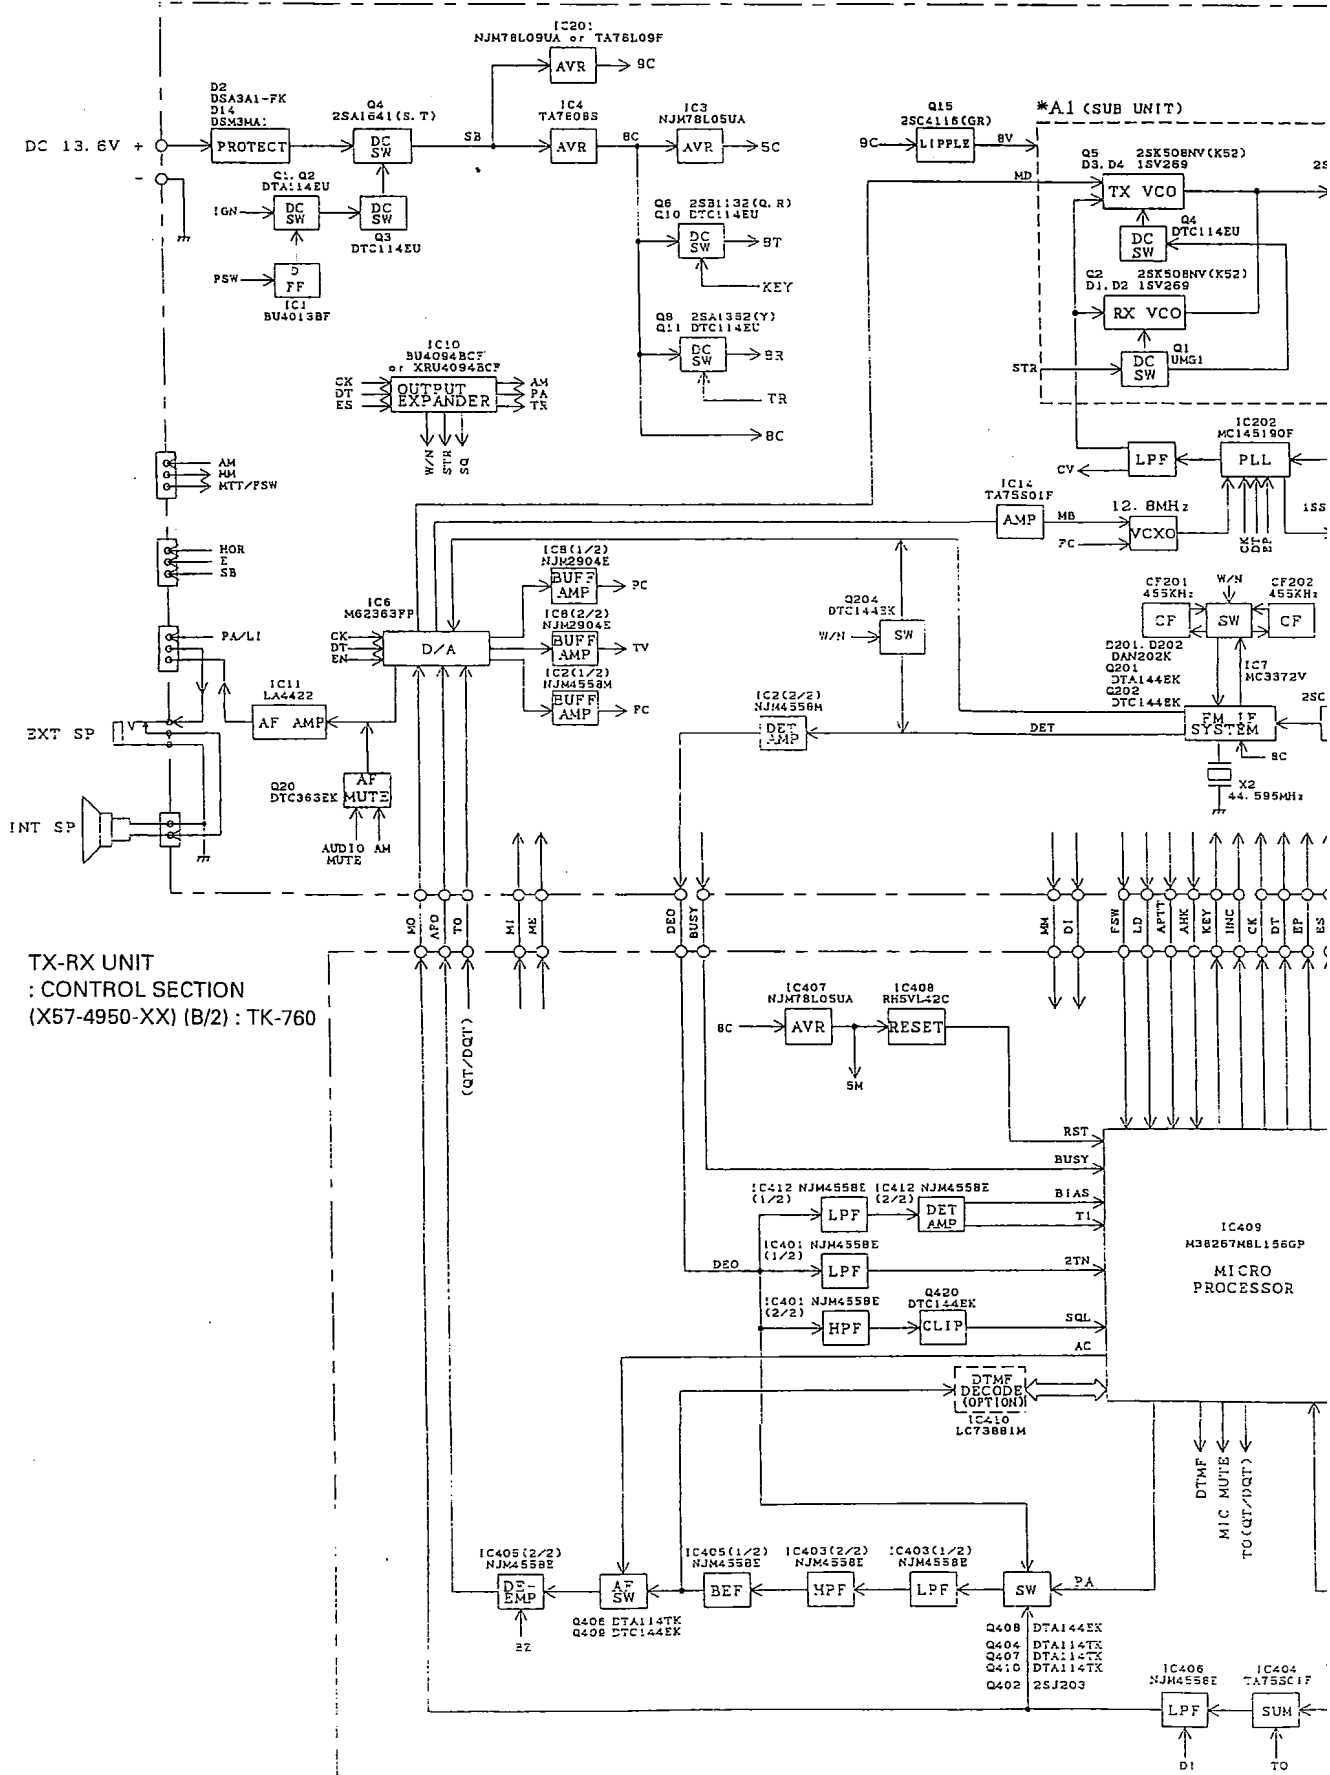 IC201
NJM78L09UA or TA78L09F
AVR
9C
D2
DSA3A1-FK
D14
DSM3MA1
Q4
2SA1641(S.T)
IC4
TA7808S
IC3
NJM78L05UA
Q15
2SC4116(GR)
*A1 (SUB UNIT)
DC 13.6V +
PROTECT
DC SW
SB
AVR
8C
AVR
5C
9C
LIPPLE
8V
-
Q1.Q2
DTA114EU
IGN
DC SW
DC SW
Q3
DTC114EU
PSW
D FF
IC1
BU4013BF
Q6 2SB1132(Q.R)
Q10 DTC114EU
DC SW
8T
KEY
Q8 2SA1362(Y)
Q11 DTC114EU
DC SW
8R
TR
8C
MD
Q5 2SK508NV(K52)
D3.D4 1SV269
TX VCO
Q4
DTC114EU
DC SW
Q2 2SK508NV(K52)
D1.D2 1SV269
RX VCO
Q1
UMG1
STR
DC SW
IC10
BU4094BCF
or XRU4094BCF
CK
DT
ES
OUTPUT EXPANDER
AM
PA
TR
W/N
STR
SQ
AM
MM
MTT/FSW
HOR
E
SB
PA/LI
IC202
MC145190F
LPF
PLL
CV
IC14
TA75S01F
AMP
MB
FC
12.8MHz
VCXO
CK
DT
EP
IC8(1/2)
NJM2904E
BUFF AMP
PC
IC8(2/2)
NJM2904E
BUFF AMP
TV
IC2(1/2)
NJM4558M
BUFF AMP
FC
IC6
M62363FP
CK
DT
EN
D/A
Q204
DTC144EK
W/N
SW
CF201
455KHz
W/N
CF202
455KHz
CF
SW
CF
D201.D202
DAN202K
Q201
DTA144EK
Q202
DTC144EK
IC7
MC3372V
FM IF SYSTEM
8C
X2
44.595MHz
IC2(2/2)
NJM4558M
DET AMP
DET
IC11
LA4422
AF AMP
EXT SP
INT SP
Q20
DTC363EK
AF MUTE
AUDIO MUTE
AM
MO
AFO
TO
MI
ME
DEO
BUSY
MM
DI
FSW
LD
APTT
AHK
KEY
IINC
CK
DT
EP
ES
TX-RX UNIT
: CONTROL SECTION
(X57-4950-XX) (B/2) : TK-760
(QT/DQT)
IC407
NJM78L05UA
IC408
RH5VL42C
8C
AVR
RESET
5M
RST
BUSY
IC412 NJM4558E
(1/2)
IC412 NJM4558E
(2/2)
LPF
DET AMP
BIAS
TI
IC401 NJM4558E
(1/2)
DEO
LPF
2TN
IC401 NJM4558E
(2/2)
Q420
DTC144EK
HPF
CLIP
SQL
AC
IC409
M38267M8L156GP
MICRO
PROCESSOR
DTMF
DECODE
(OPTION)
IC410
LC73881M
DTMF
MIC MUTE
TO(QT/DQT)
IC405(2/2)
NJM4558E
IC405(1/2)
NJM4558E
IC403(2/2)
NJM4558E
IC403(1/2)
NJM4558E
DE-EMP
AF SW
BEF
HPF
LPF
SW
PA
BZ
Q406 DTA114TK
Q409 DTC144EK
Q408 DTA144EK
Q404 DTA114TK
Q407 DTA114TK
Q410 DTA114TK
Q402 2SJ203
IC406
NJM4558E
IC404
TA75S01F
LPF
SUM
DI
TO